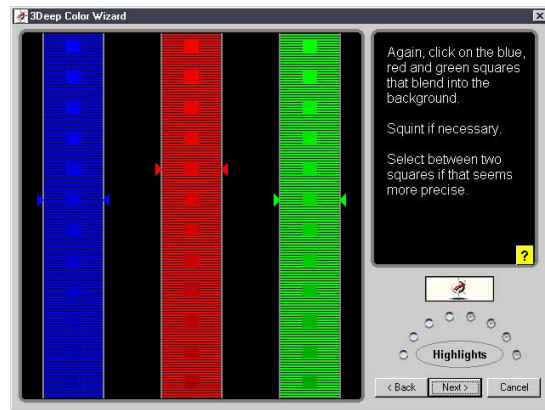 3Deep Color Wizard
Again, click on the blue,
red and green squares
that blend into the
background.
Squint if necessary.
Select between two
squares if that seems
more precise.
?
Highlights
< Back
Next >
Cancel